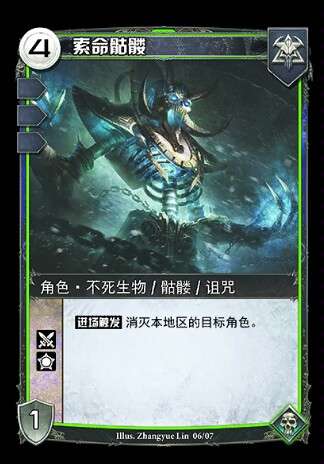 4
索命骷髅
角色·不死生物/骷髅/诅咒
进场触发 消灭本地区的目标角色。
1
Illus. Zhangyue Lin 06/07